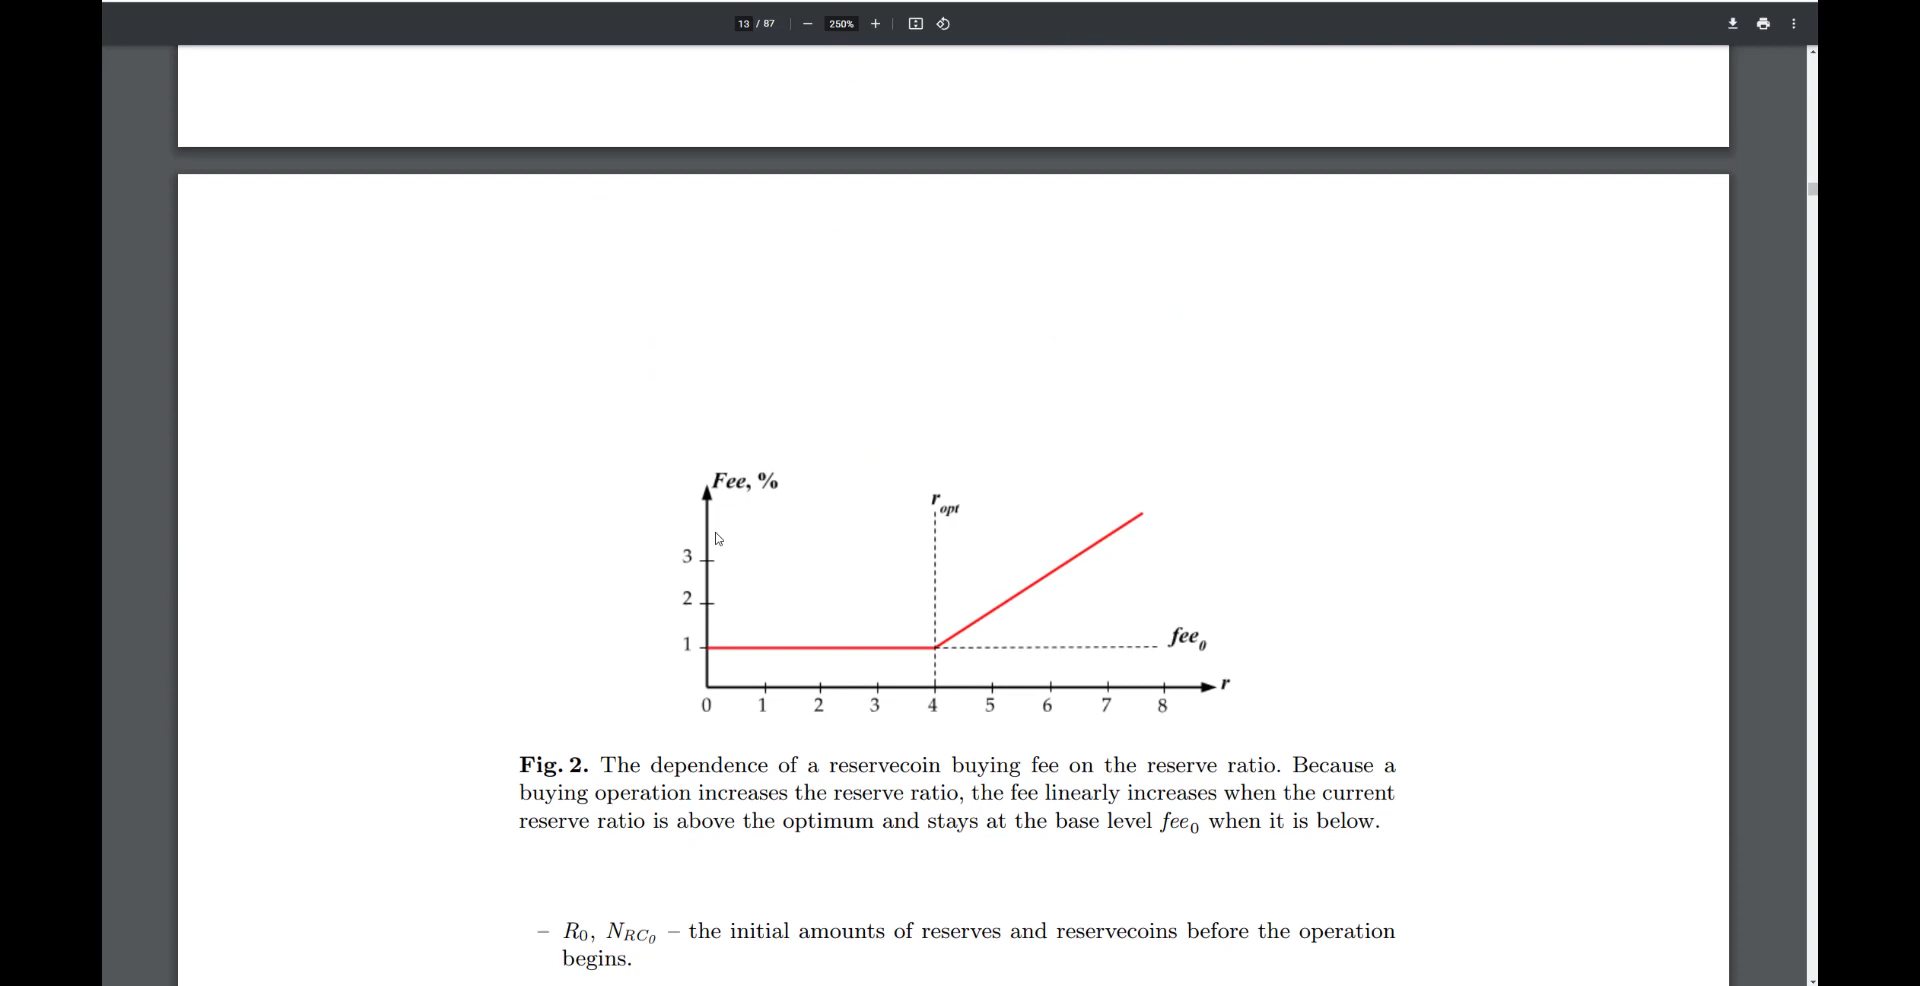 13 / 87 − 250% +
Fee, %
r opt
3
2
1
fee0
r
0 1 2 3 4 5 6 7 8
Fig. 2. The dependence of a reservecoin buying fee on the reserve ratio. Because a
buying operation increases the reserve ratio, the fee linearly increases when the current
reserve ratio is above the optimum and stays at the base level fee0 when it is below.
– R0, NRC0 – the initial amounts of reserves and reservecoins before the operation
begins.